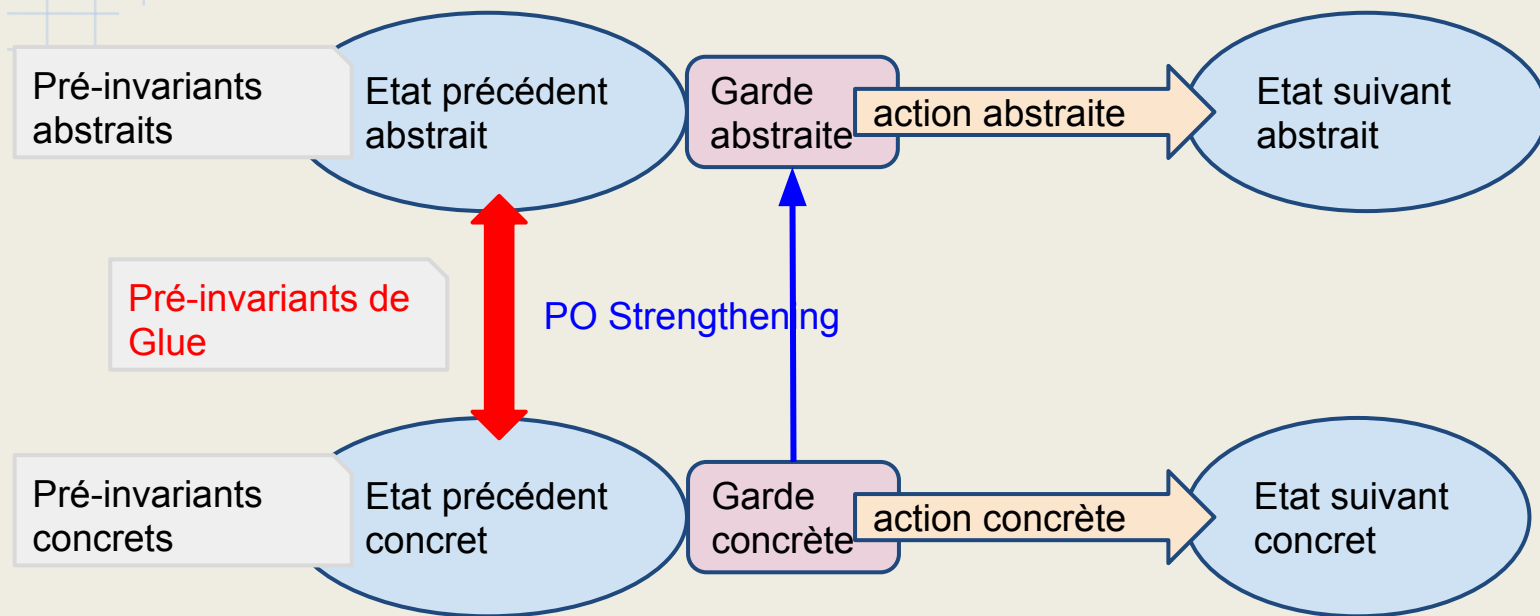 Pré-invariants
abstraits
Etat précédent
abstrait
Garde
abstraite
action abstraite
Etat suivant
abstrait
Pré-invariants de
Glue
PO Strengthening
Pré-invariants
concrets
Etat précédent
concret
Garde
concrète
action concrète
Etat suivant
concret